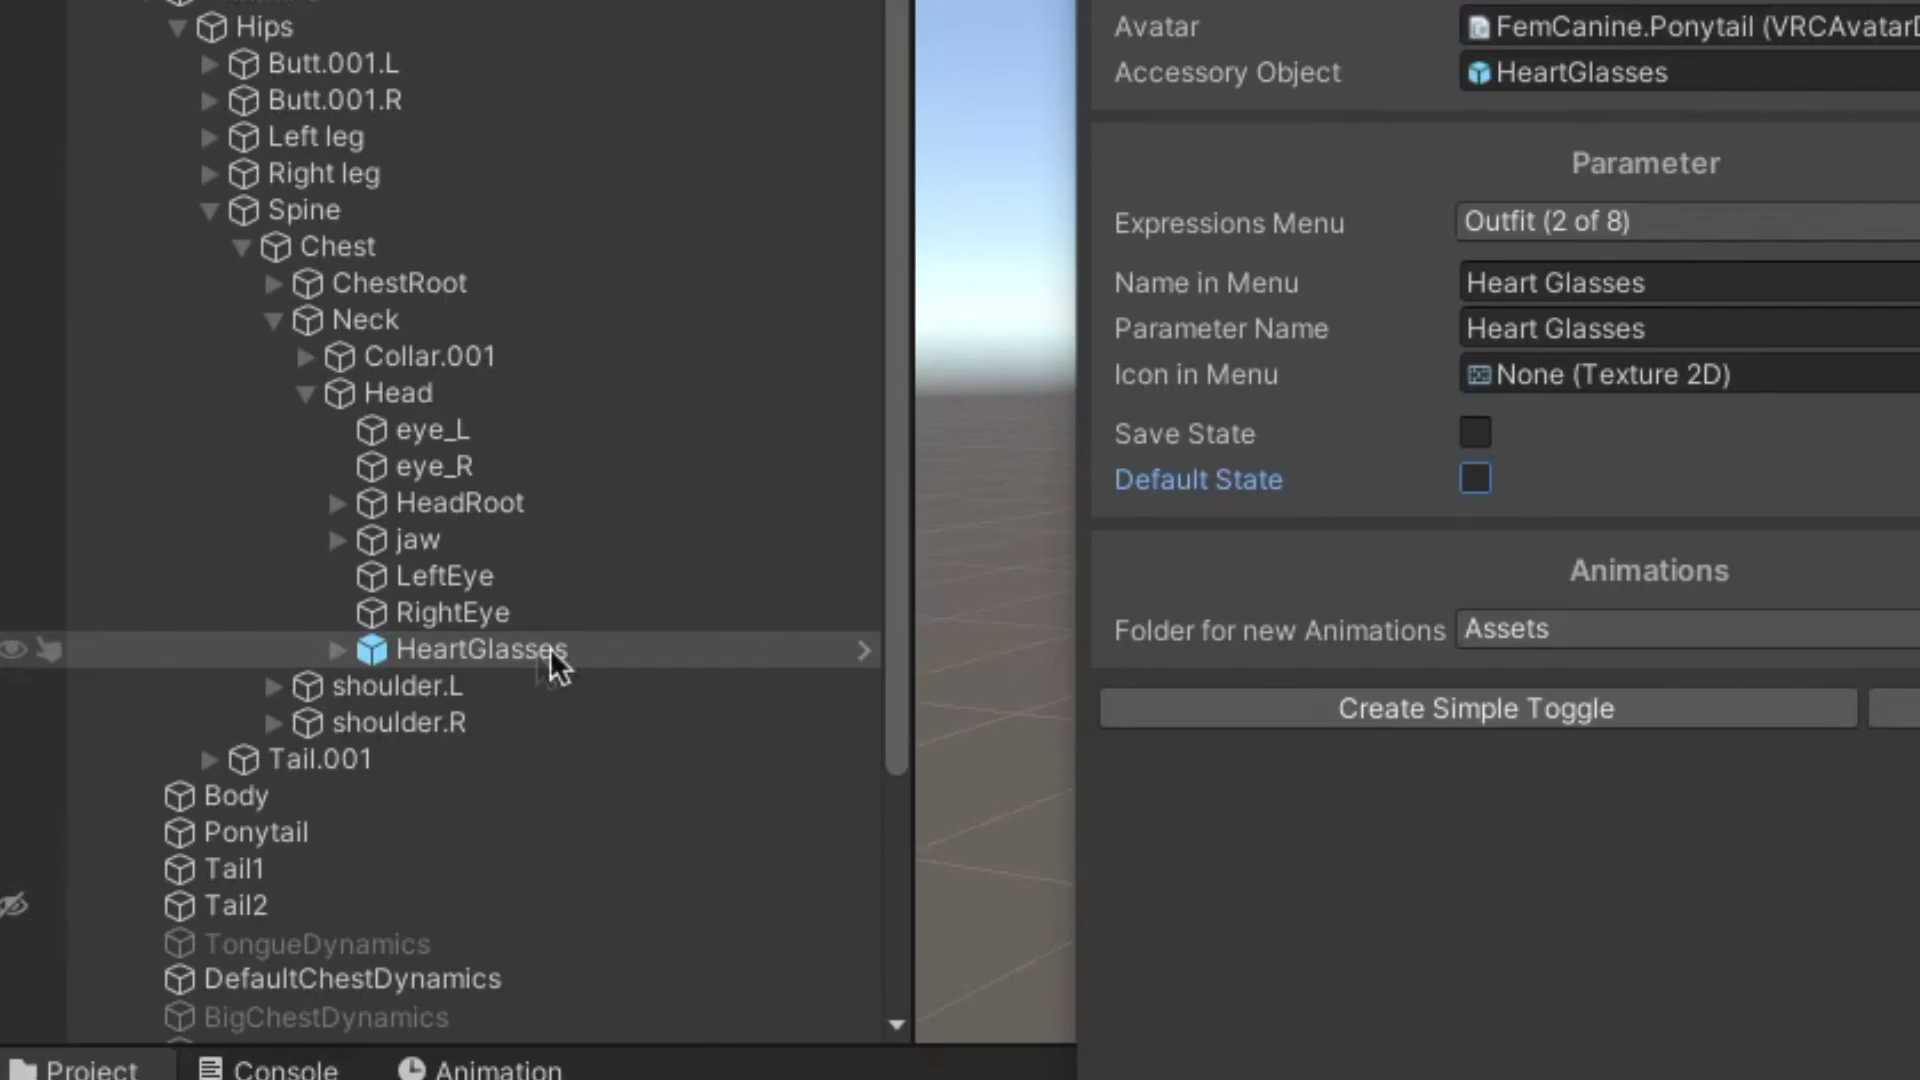 Hips
Butt.001.L
Butt.001.R
Left leg
Right leg
Spine
Chest
ChestRoot
Neck
Collar.001
Head
eye_L
eye_R
HeadRoot
jaw
LeftEye
RightEye
HeartGlasses
shoulder.L
shoulder.R
Tail.001
Body
Ponytail
Tail1
Tail2
TongueDynamics
DefaultChestDynamics
BigChestDynamics
Project Console Animation
Avatar FemCanine.Ponytail (VRCAvatarD
Accessory Object HeartGlasses
Parameter
Expressions Menu Outfit (2 of 8)
Name in Menu Heart Glasses
Parameter Name Heart Glasses
Icon in Menu None (Texture 2D)
Save State
Default State
Animations
Folder for new Animations Assets
Create Simple Toggle